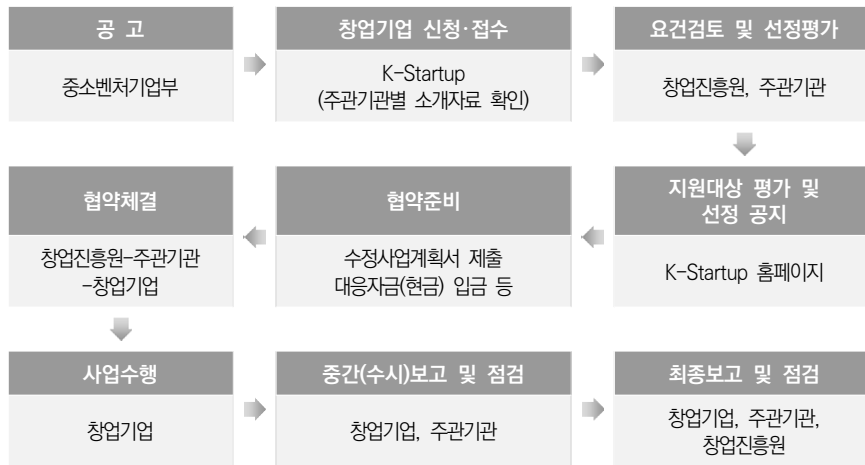 공 고
중소벤처기업부
창업기업 신청·접수
K-Startup
(주관기관별 소개자료 확인)
요건검토 및 선정평가
창업진흥원, 주관기관
지원대상 평가 및
선정 공지
K-Startup 홈페이지
협약준비
수정사업계획서 제출
대응자금(현금) 입금 등
협약체결
창업진흥원-주관기관
-창업기업
사업수행
창업기업
중간(수시)보고 및 점검
창업기업, 주관기관
최종보고 및 점검
창업기업, 주관기관,
창업진흥원